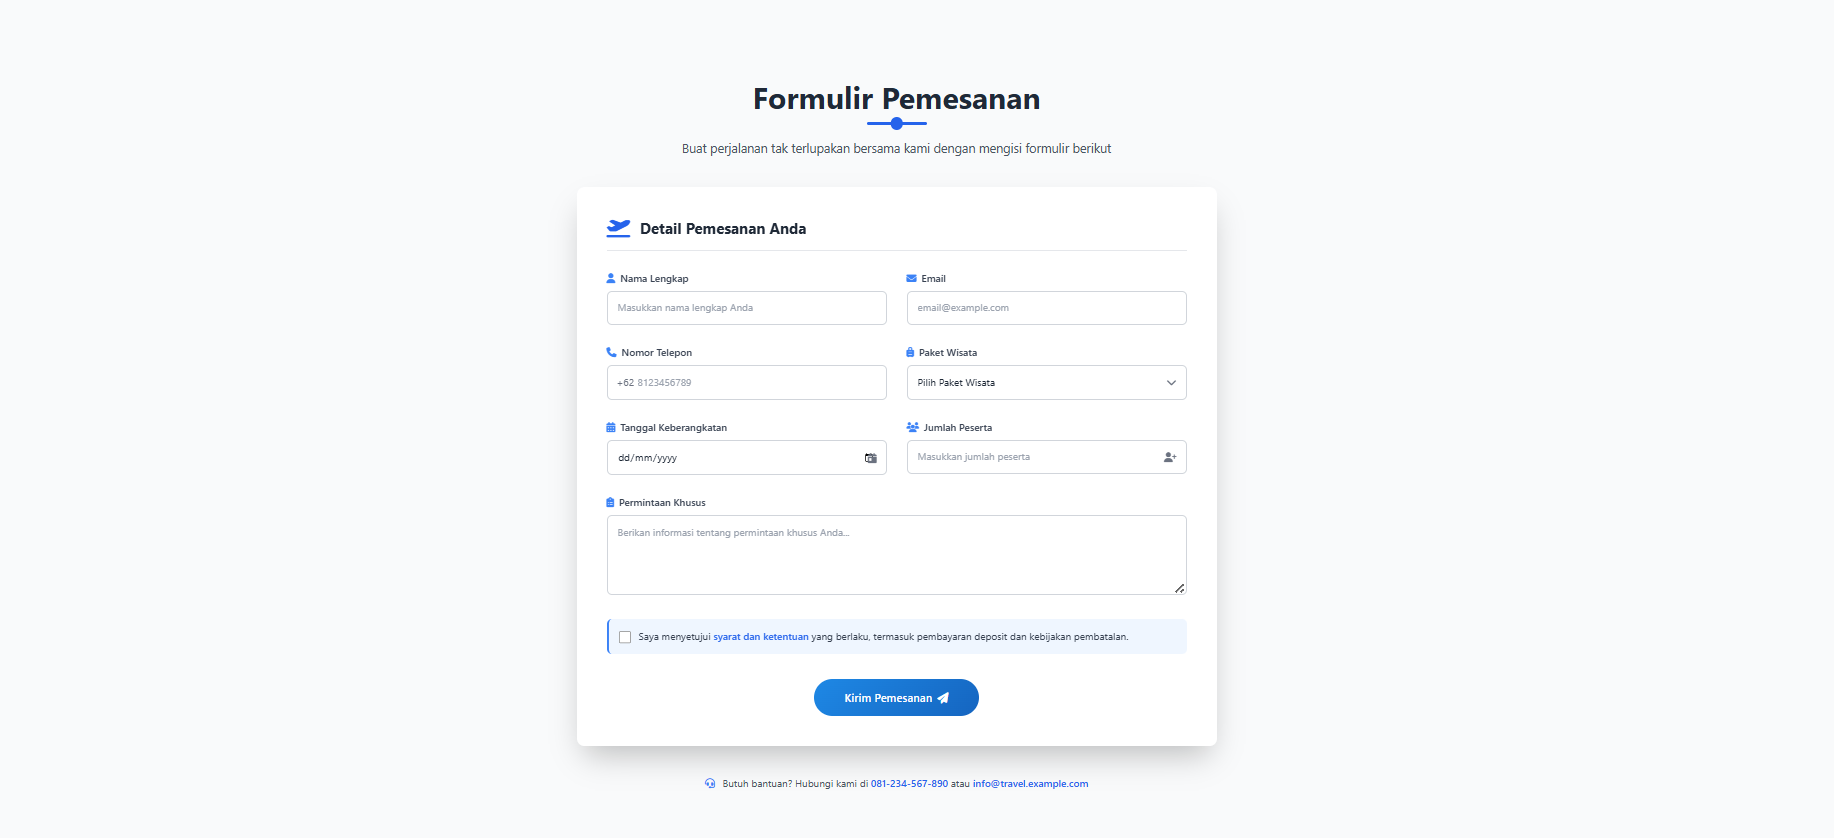 Formulir Pemesanan
Buat perjalanan tak terlupakan bersama kami dengan mengisi formulir berikut
Detail Pemesanan Anda
Nama Lengkap
Masukkan nama lengkap Anda
Email
email@example.com
Nomor Telepon
+62 8123456789
Paket Wisata
Pilih Paket Wisata
Tanggal Keberangkatan
dd/mm/yyyy
Jumlah Peserta
Masukkan jumlah peserta
Permintaan Khusus
Berikan informasi tentang permintaan khusus Anda...
Saya menyetujui syarat dan ketentuan yang berlaku, termasuk pembayaran deposit dan kebijakan pembatalan.
Kirim Pemesanan
Butuh bantuan? Hubungi kami di 081-234-567-890 atau info@travel.example.com